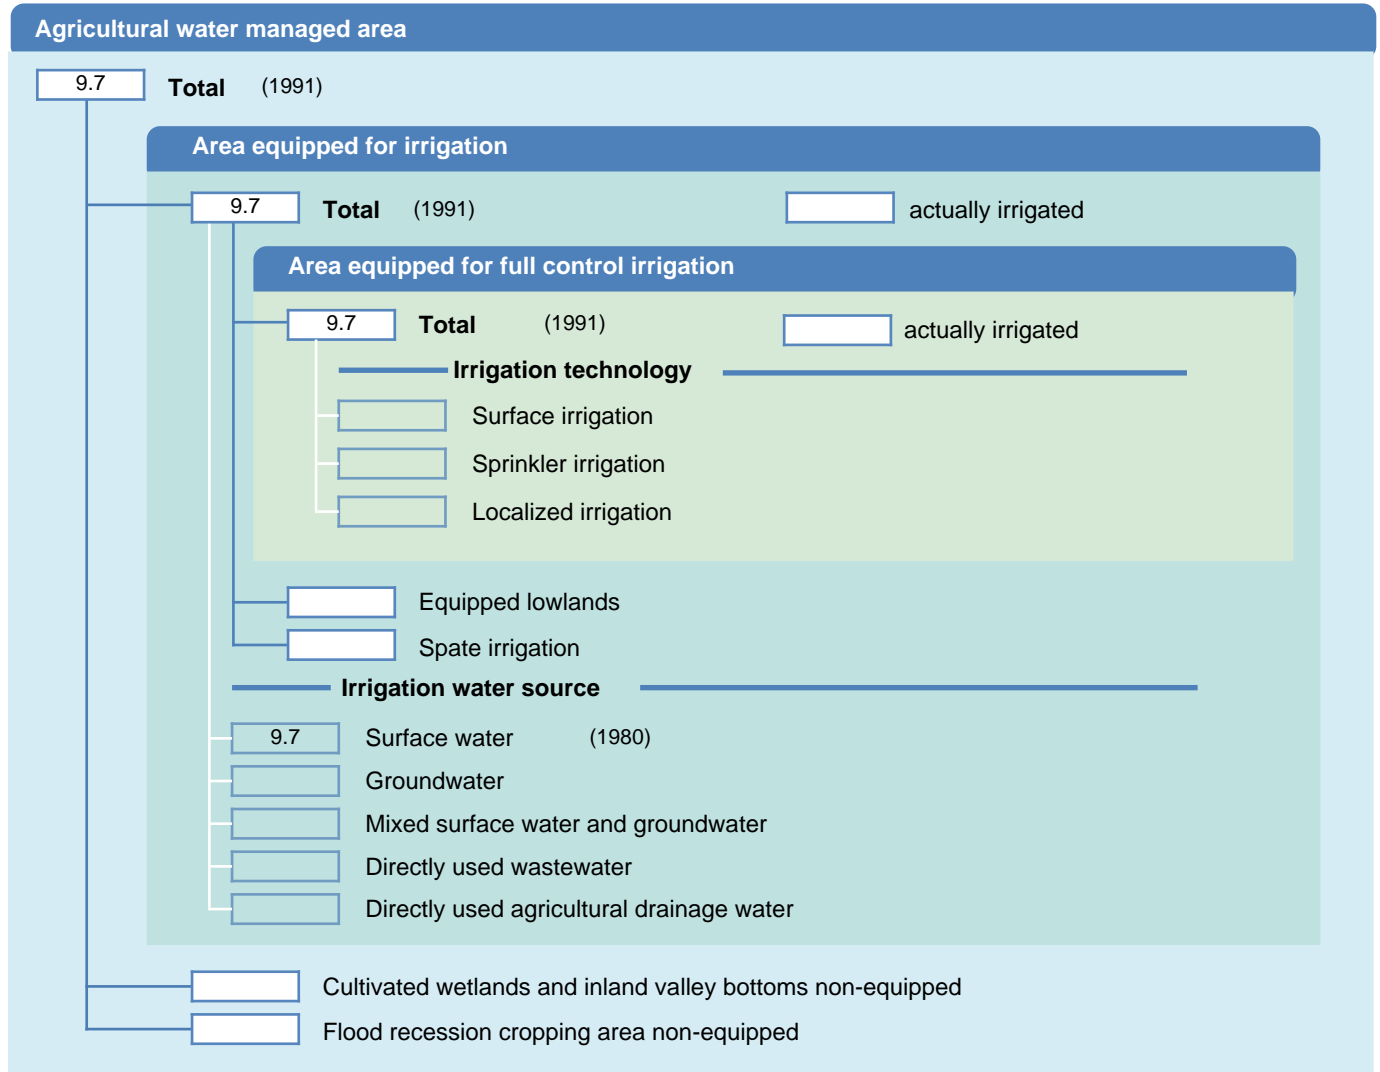 Agricultural water managed area
9.7 Total (1991)
Area equipped for irrigation
9.7 Total (1991) actually irrigated
Area equipped for full control irrigation
9.7 Total (1991) actually irrigated
Irrigation technology
Surface irrigation
Sprinkler irrigation
Localized irrigation
Equipped lowlands
Spate irrigation
Irrigation water source
9.7 Surface water (1980)
Groundwater
Mixed surface water and groundwater
Directly used wastewater
Directly used agricultural drainage water
Cultivated wetlands and inland valley bottoms non-equipped
Flood recession cropping area non-equipped